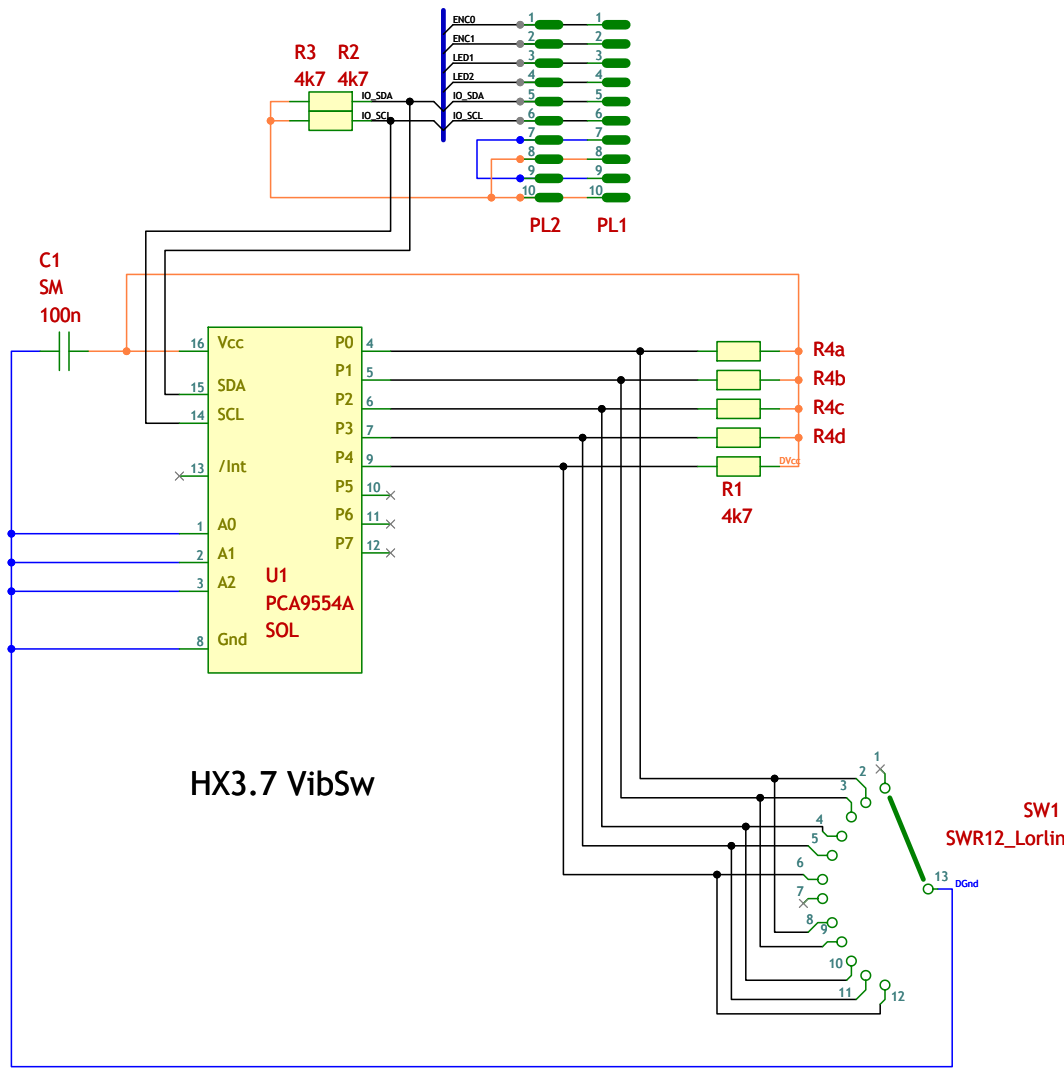 ENC0 1 1
ENC1 2 2
LED1 3 3
LED2 4 4
R3 R2
4k7 4k7
IO_SDA IO_SDA 5 5
IO_SCL IO_SCL 6 6
7 7
8 8
9 9
10 10
PL2 PL1
C1
SM
100n
16 Vcc P0 4 R4a
P1 5 R4b
15 SDA
P2 6 R4c
14 SCL
P3 7 R4d
13 /Int P4 9 DVcc
P5 10 R1
P6 11 4k7
1 A0
P7 12
2 A1
3 A2
U1
PCA9554A
SOL
8 Gnd
HX3.7 VibSw
1
2
3
4
5
6
7
8
9
10
11
12
13 DGnd
SW1
SWR12_Lorlin